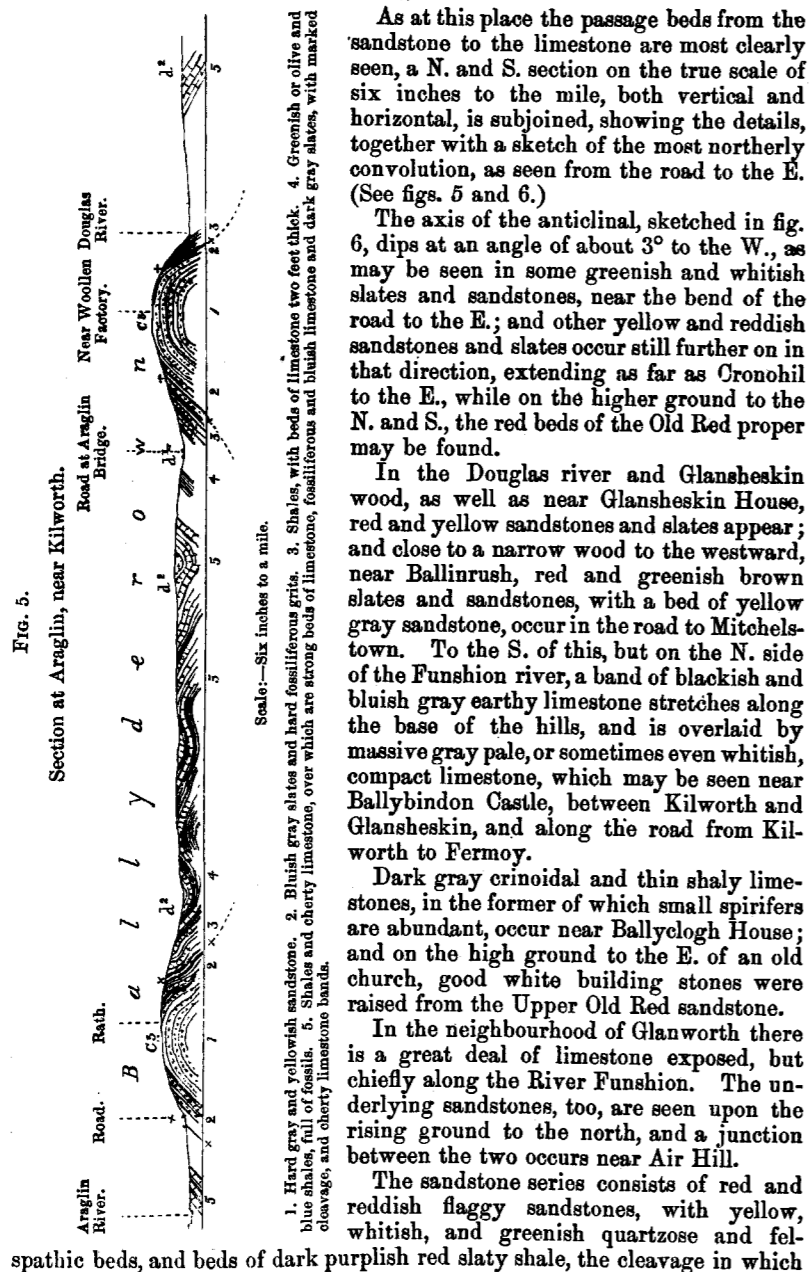 FIG. 5.
Section at Araglin, near Kilworth.
Araglin River.
Road.
Rath.
Road at Araglin Bridge.
Near Woollen Factory.
Douglas River.
B a l l y d e r o w n
C5 d² d² d² C5 d²
5 × 2 1 2 × 3 4 5 5 4 3 2 1 2 × 3 5
Scale:—Six inches to a mile.
1. Hard gray and yellowish sandstone. 2. Bluish gray slates and hard fossiliferous grits. 3. Shales, with beds of limestone two feet thick. 4. Greenish or olive and
blue shales, full of fossils. 5. Shales and cherty limestone, over which are strong beds of limestone, fossiliferous and bluish limestone and dark gray slates, with marked
cleavage, and cherty limestone bands.
As at this place the passage beds from the
sandstone to the limestone are most clearly
seen, a N. and S. section on the true scale of
six inches to the mile, both vertical and
horizontal, is subjoined, showing the details,
together with a sketch of the most northerly
convolution, as seen from the road to the E.
(See figs. 5 and 6.)
The axis of the anticlinal, sketched in fig.
6, dips at an angle of about 3° to the W., as
may be seen in some greenish and whitish
slates and sandstones, near the bend of the
road to the E.; and other yellow and reddish
sandstones and slates occur still further on in
that direction, extending as far as Cronohil
to the E., while on the higher ground to the
N. and S., the red beds of the Old Red proper
may be found.
In the Douglas river and Glansheskin
wood, as well as near Glansheskin House,
red and yellow sandstones and slates appear;
and close to a narrow wood to the westward,
near Ballinrush, red and greenish brown
slates and sandstones, with a bed of yellow
gray sandstone, occur in the road to Mitchels-
town. To the S. of this, but on the N. side
of the Funshion river, a band of blackish and
bluish gray earthy limestone stretches along
the base of the hills, and is overlaid by
massive gray pale, or sometimes even whitish,
compact limestone, which may be seen near
Ballybindon Castle, between Kilworth and
Glansheskin, and along the road from Kil-
worth to Fermoy.
Dark gray crinoidal and thin shaly lime-
stones, in the former of which small spirifers
are abundant, occur near Ballyclogh House;
and on the high ground to the E. of an old
church, good white building stones were
raised from the Upper Old Red sandstone.
In the neighbourhood of Glanworth there
is a great deal of limestone exposed, but
chiefly along the River Funshion. The un-
derlying sandstones, too, are seen upon the
rising ground to the north, and a junction
between the two occurs near Air Hill.
The sandstone series consists of red and
reddish flaggy sandstones, with yellow,
whitish, and greenish quartzose and fel-
spathic beds, and beds of dark purplish red slaty shale, the cleavage in which